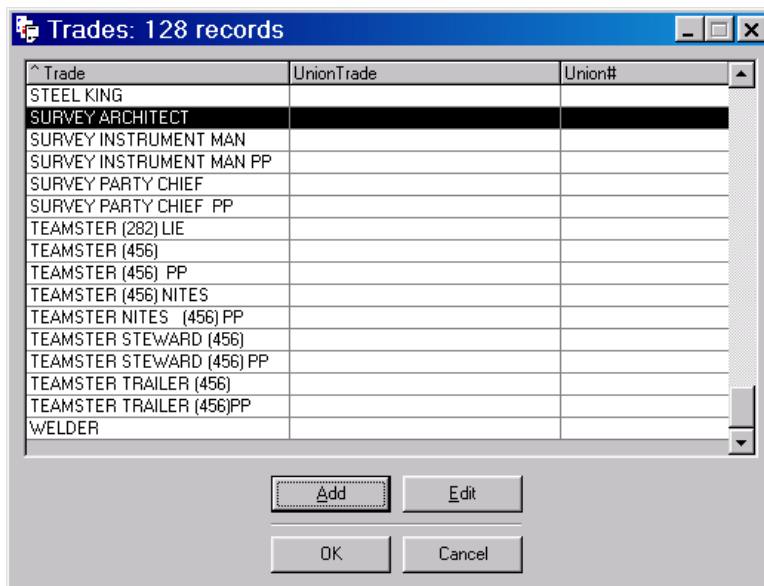 Trades: 128 records
^ Trade UnionTrade Union#
STEEL KING
SURVEY ARCHITECT
SURVEY INSTRUMENT MAN
SURVEY INSTRUMENT MAN PP
SURVEY PARTY CHIEF
SURVEY PARTY CHIEF  PP
TEAMSTER (282) LIE
TEAMSTER (456)
TEAMSTER (456)  PP
TEAMSTER (456) NITES
TEAMSTER NITES   (456) PP
TEAMSTER STEWARD (456)
TEAMSTER STEWARD (456) PP
TEAMSTER TRAILER (456)
TEAMSTER TRAILER (456)PP
WELDER
Add Edit
OK Cancel